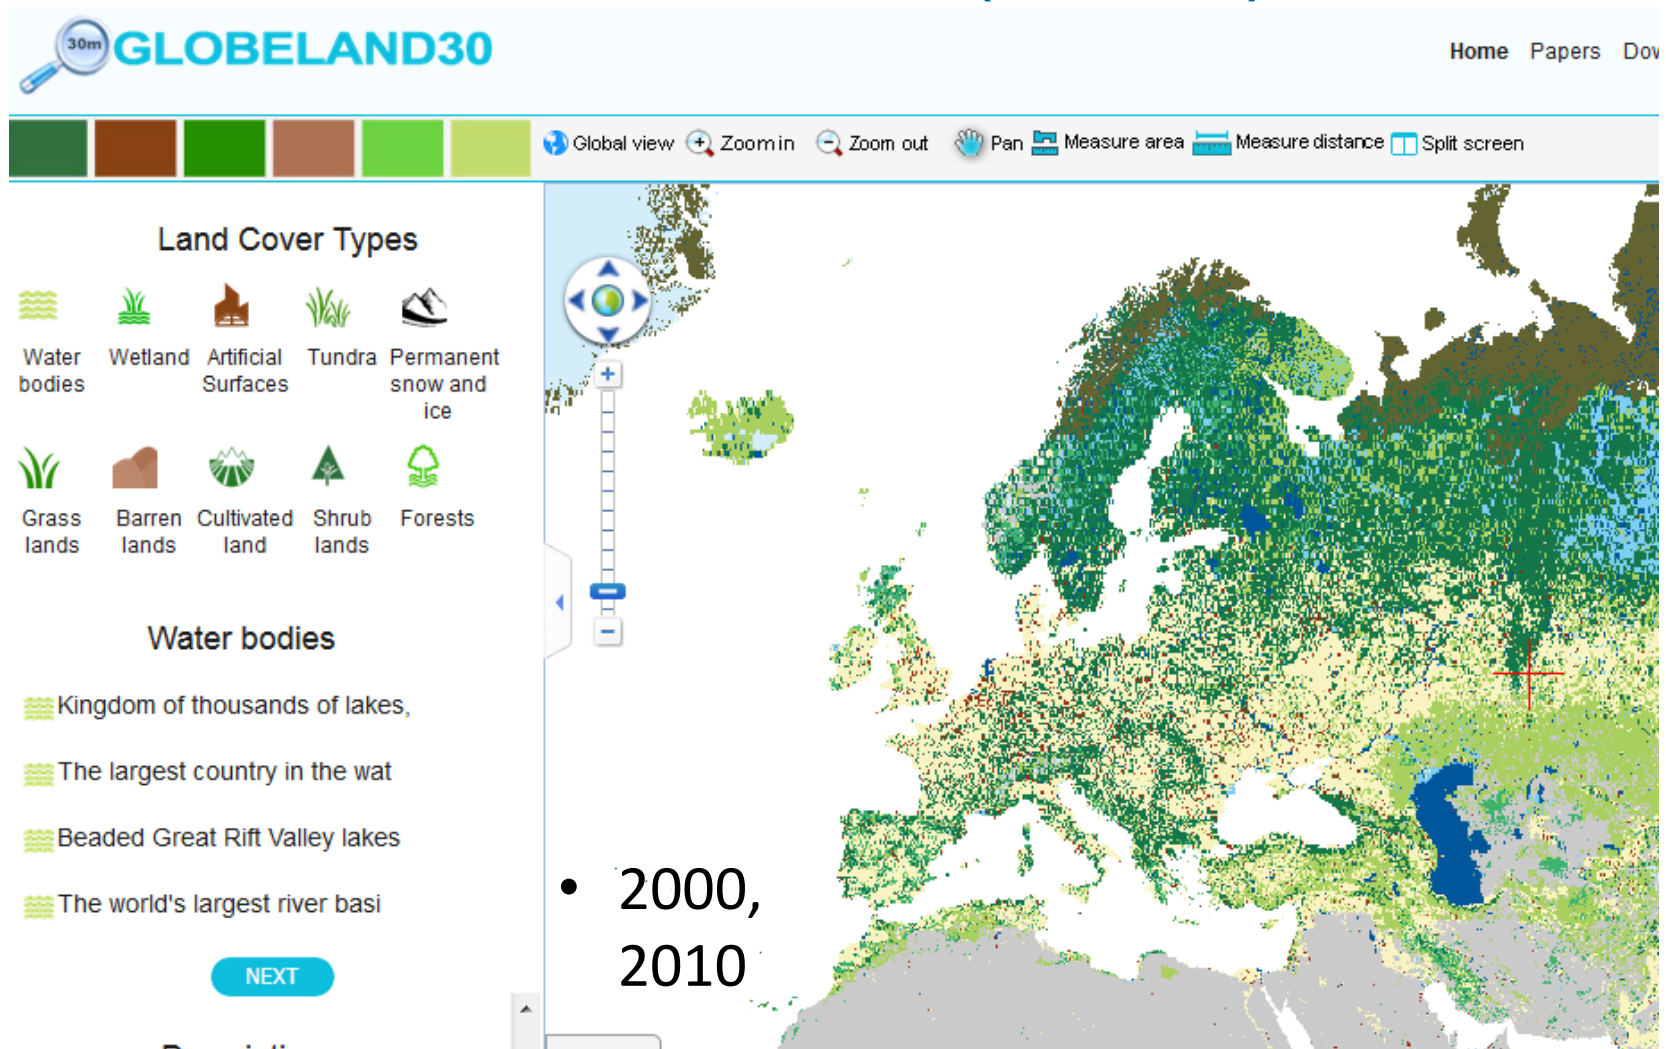 30m GLOBELAND30
Home Papers
Global view Zoom in Zoom out Pan Measure area Measure distance Split screen
Land Cover Types
Water bodies
Wetland
Artificial Surfaces
Tundra
Permanent snow and ice
Grass lands
Barren lands
Cultivated land
Shrub lands
Forests
Water bodies
Kingdom of thousands of lakes,
The largest country in the wat
Beaded Great Rift Valley lakes
The world's largest river basi
NEXT
• 2000,
2010